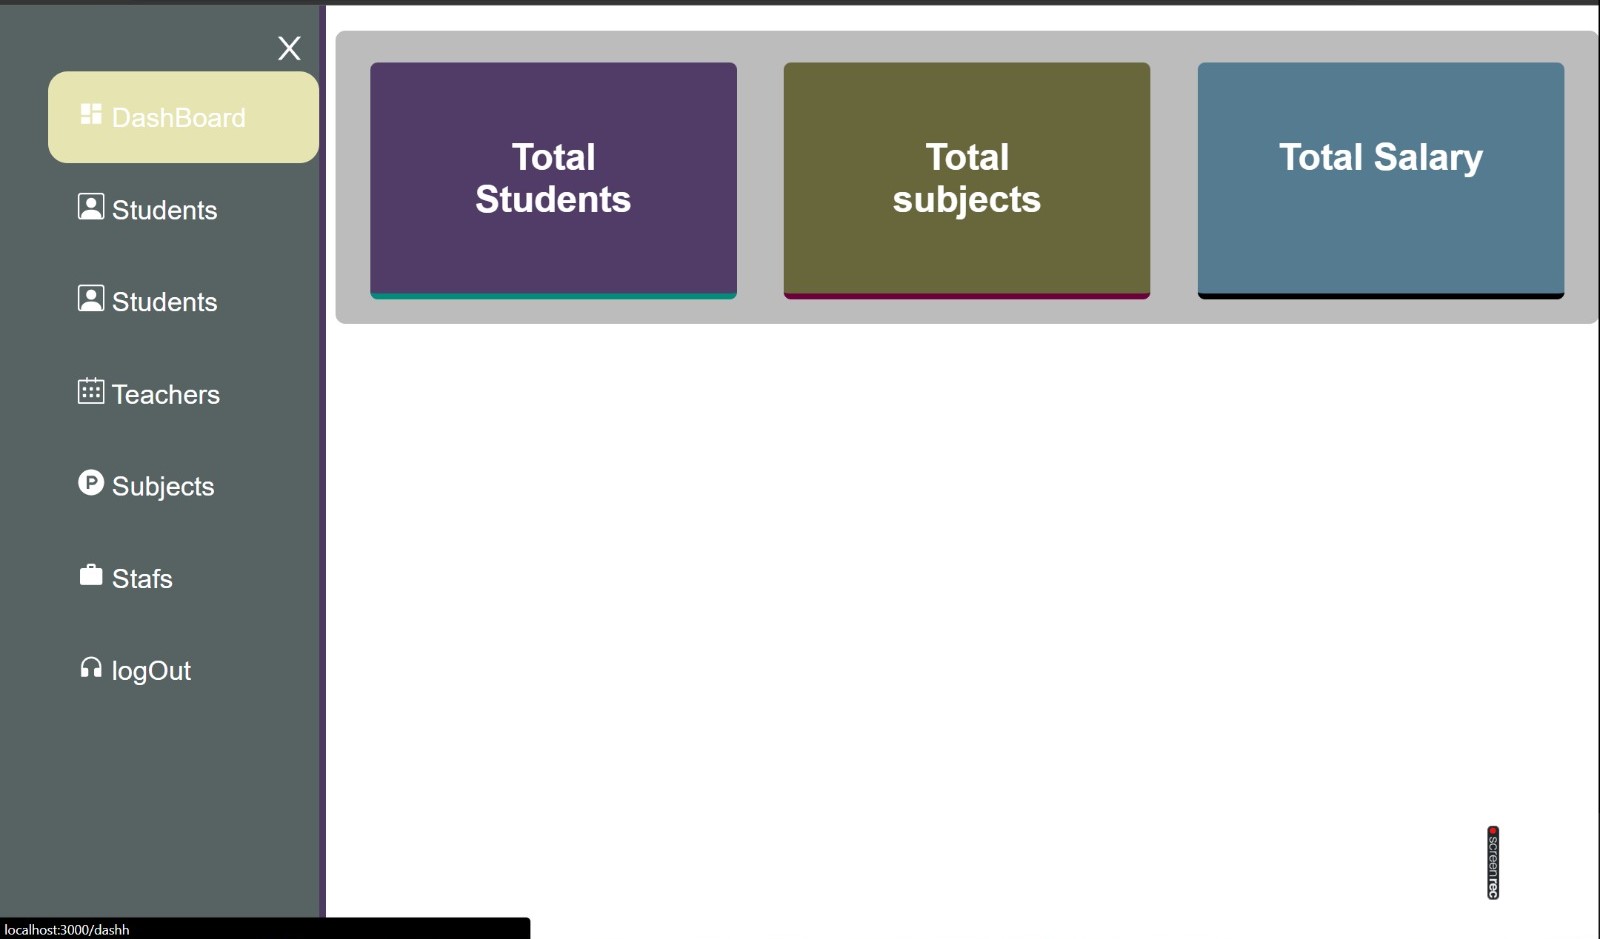 X
DashBoard
Students
Students
Teachers
P Subjects
Stafs
logOut
Total
Students
Total
subjects
Total Salary
screenrec
localhost:3000/dashh